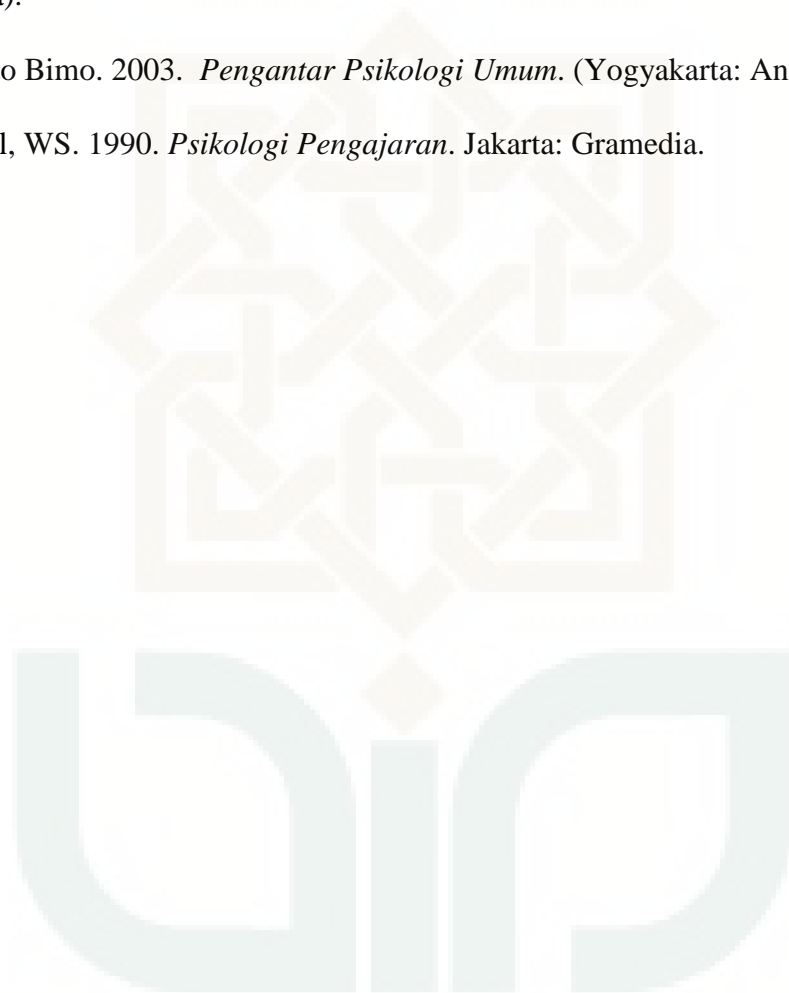 o Bimo. 2003. Pengantar Psikologi Umum. (Yogyakarta: An
l, WS. 1990. Psikologi Pengajaran. Jakarta: Gramedia.